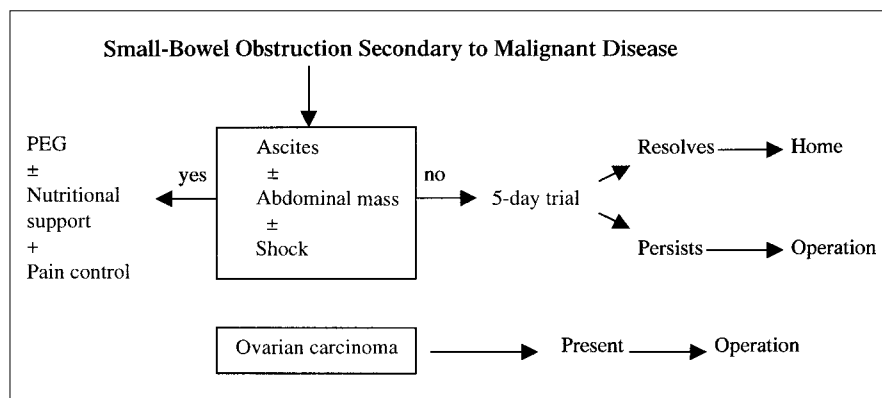 Small-Bowel Obstruction Secondary to Malignant Disease
PEG
±
Nutritional
support
+
Pain control
yes
Ascites
±
Abdominal mass
±
Shock
no
5-day trial
Resolves
Home
Persists
Operation
Ovarian carcinoma
Present
Operation